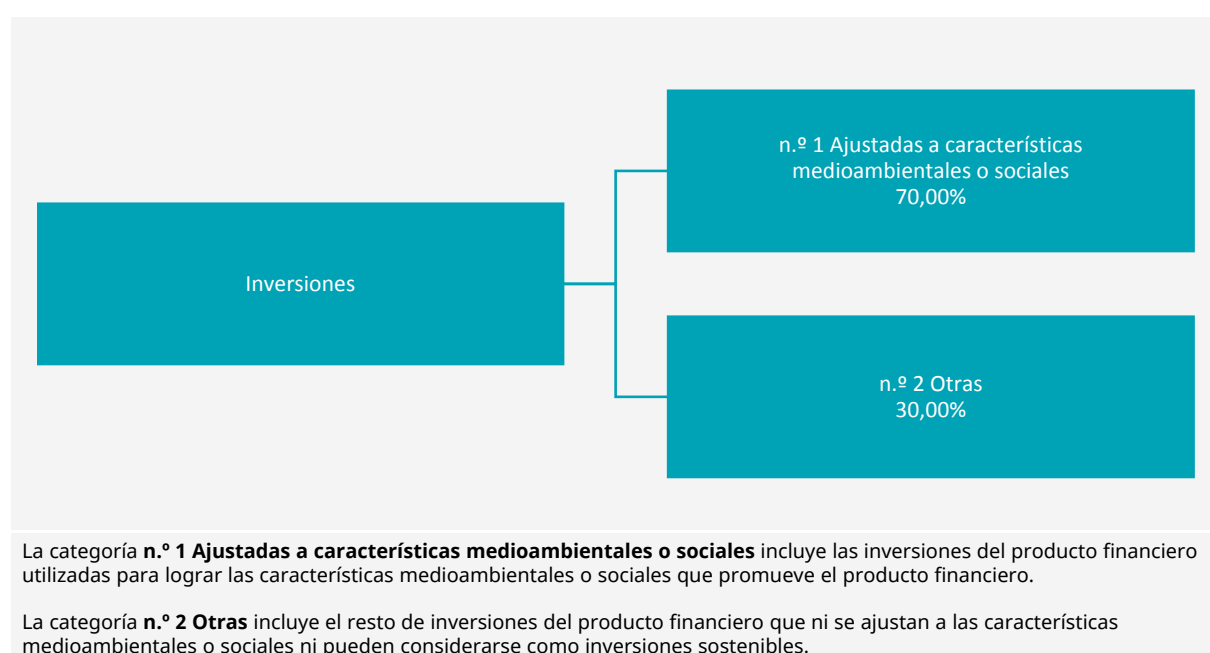 n.º 1 Ajustadas a características
medioambientales o sociales
70,00%
Inversiones
n.º 2 Otras
30,00%
La categoría n.º 1 Ajustadas a características medioambientales o sociales incluye las inversiones del producto financiero
utilizadas para lograr las características medioambientales o sociales que promueve el producto financiero.
La categoría n.º 2 Otras incluye el resto de inversiones del producto financiero que ni se ajustan a las características
medioambientales o sociales ni pueden considerarse como inversiones sostenibles.